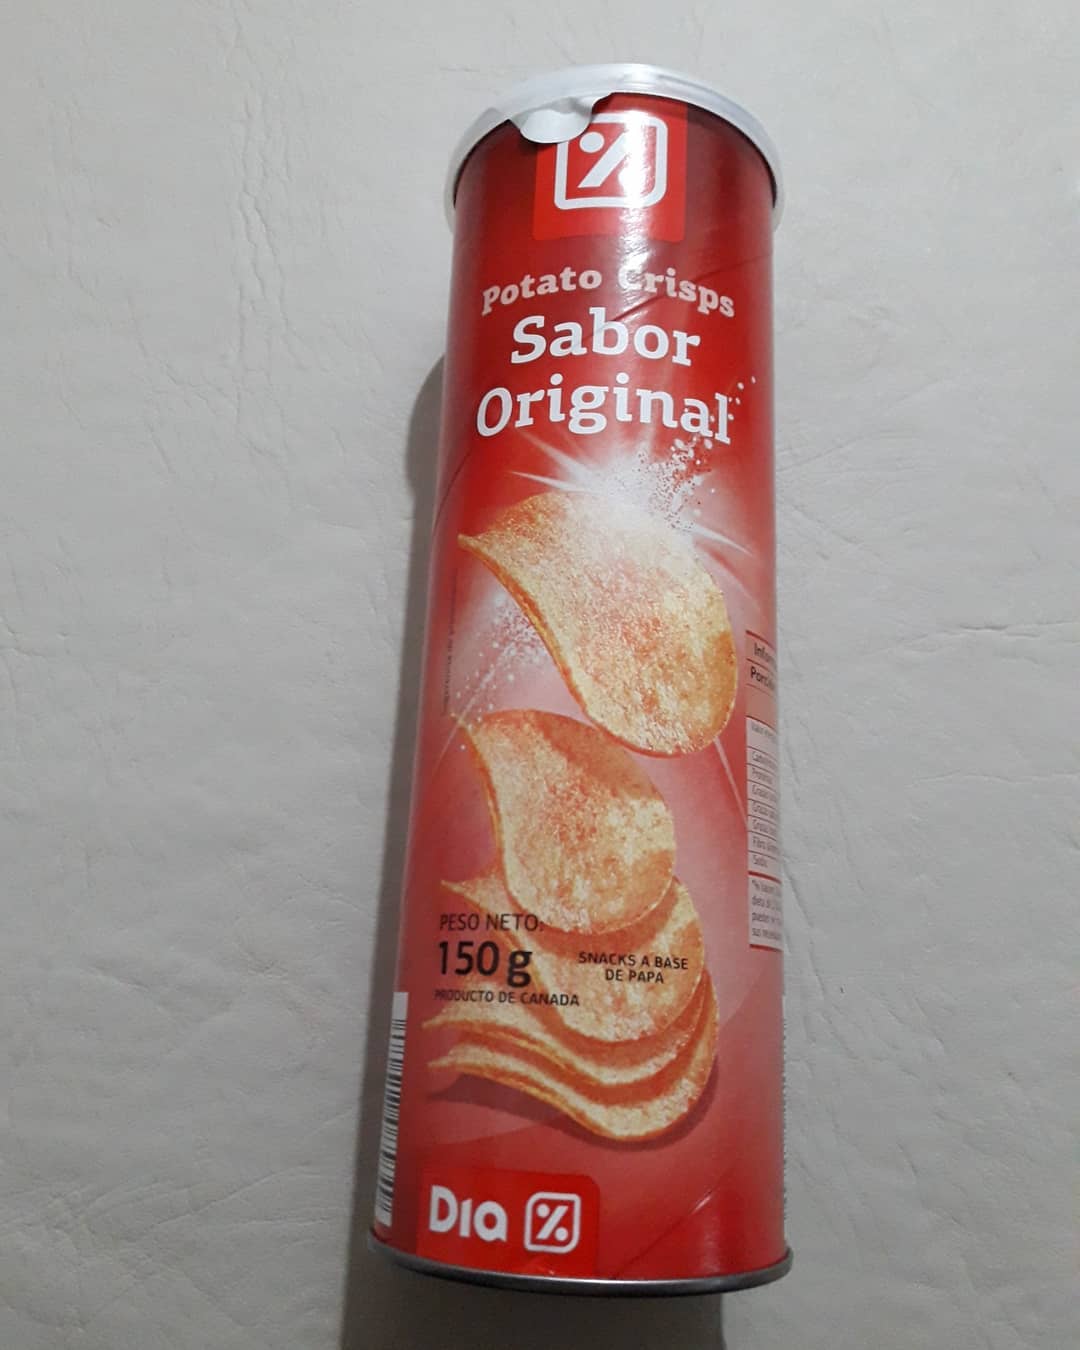 Potato Crisps
Sabor
Original
PESO NETO:
150 g
PRODUCTO DE CANADA
SNACKS A BASE
DE PAPA
Dia %